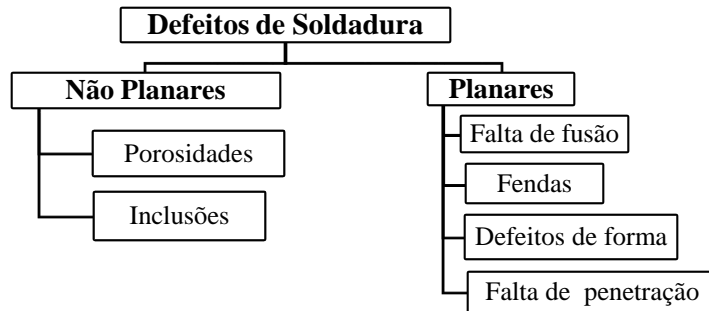 Defeitos de Soldadura
Não Planares
Porosidades
Inclusões
Planares
Falta de fusão
Fendas
Defeitos de forma
Falta de penetração